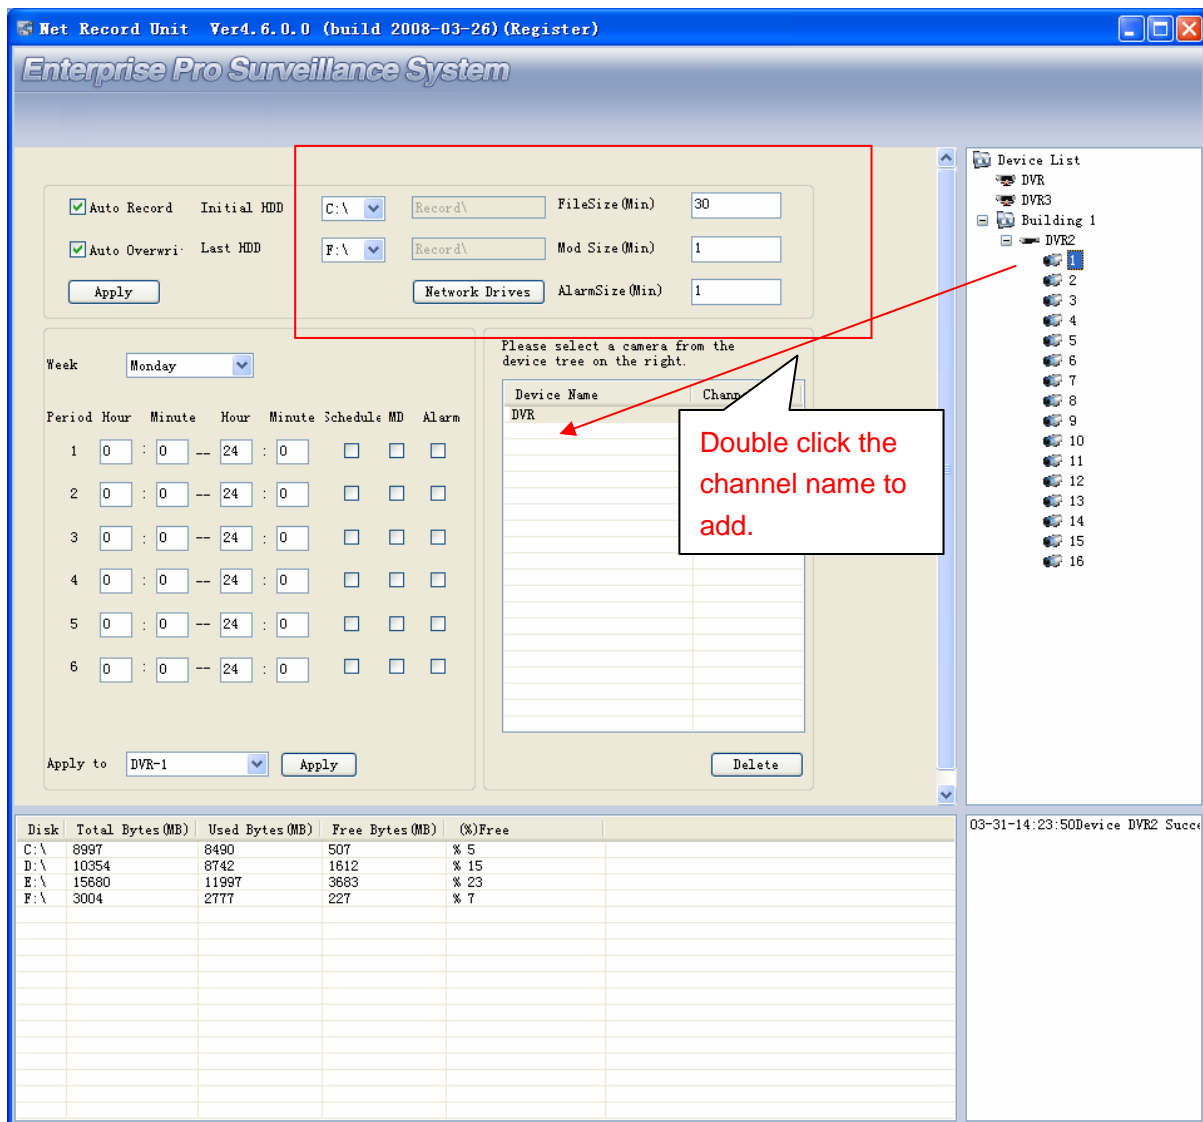 Net Record Unit Ver4.6.0.0 (build 2008-03-26)(Register)
Enterprise Pro Surveillance System
Auto Record Initial HDD C:\ Record\ FileSize(Min) 30
Auto Overwri Last HDD F:\ Record\ Mod Size(Min) 1
Apply Network Drives AlarmSize(Min) 1
Week Monday
Period Hour Minute Hour Minute Schedule MD Alarm
1 0 : 0 -- 24 : 0
2 0 : 0 -- 24 : 0
3 0 : 0 -- 24 : 0
4 0 : 0 -- 24 : 0
5 0 : 0 -- 24 : 0
6 0 : 0 -- 24 : 0
Apply to DVR-1 Apply
Please select a camera from the
device tree on the right.
Device Name Chann
DVR
Double click the
channel name to
add.
Delete
Device List
DVR
DVR3
Building 1
DVR2
1
2
3
4
5
6
7
8
9
10
11
12
13
14
15
16
Disk Total Bytes(MB) Used Bytes(MB) Free Bytes(MB) (%)Free
C:\ 8997 8490 507 % 5
D:\ 10354 8742 1612 % 15
E:\ 15680 11997 3683 % 23
F:\ 3004 2777 227 % 7
03-31-14:23:50Device DVR2 Succe